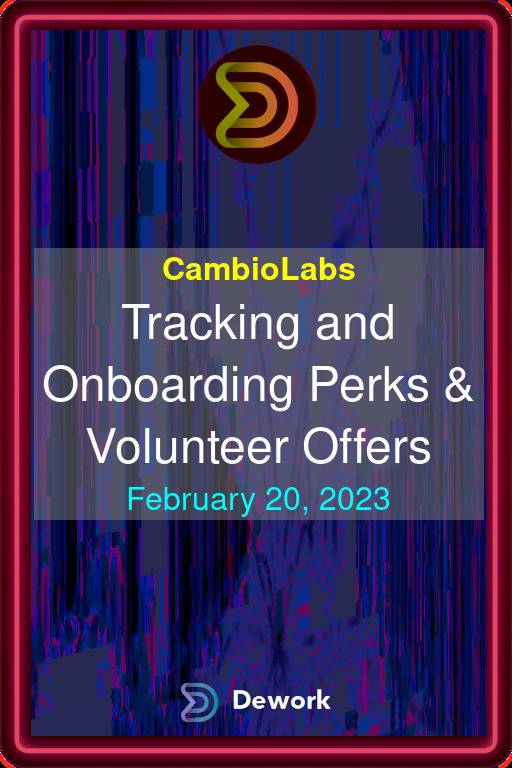 CambioLabs
Tracking and
Onboarding Perks &
Volunteer Offers
February 20, 2023
Dework